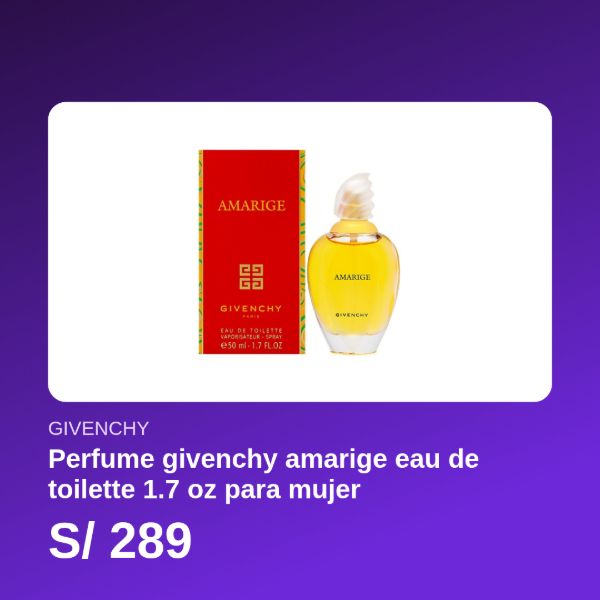 AMARIGE
GIVENCHY
PARIS
EAU DE TOILETTE
VAPORISATEUR - SPRAY
℮50 ml - 1.7 FL.OZ
AMARIGE
GIVENCHY
GIVENCHY
Perfume givenchy amarige eau de
toilette 1.7 oz para mujer
S/ 289